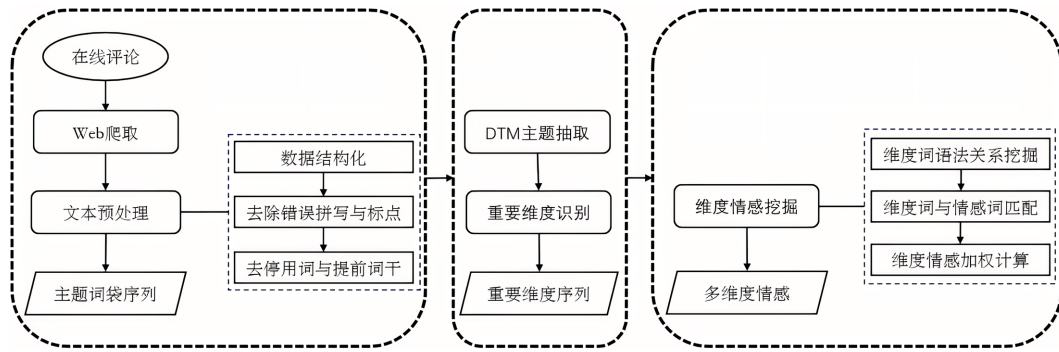 在线评论
Web爬取
文本预处理
主题词袋序列
数据结构化
去除错误拼写与标点
去停用词与提前词干
DTM主题抽取
重要维度识别
重要维度序列
维度情感挖掘
多维度情感
维度词语法关系挖掘
维度词与情感词匹配
维度情感加权计算